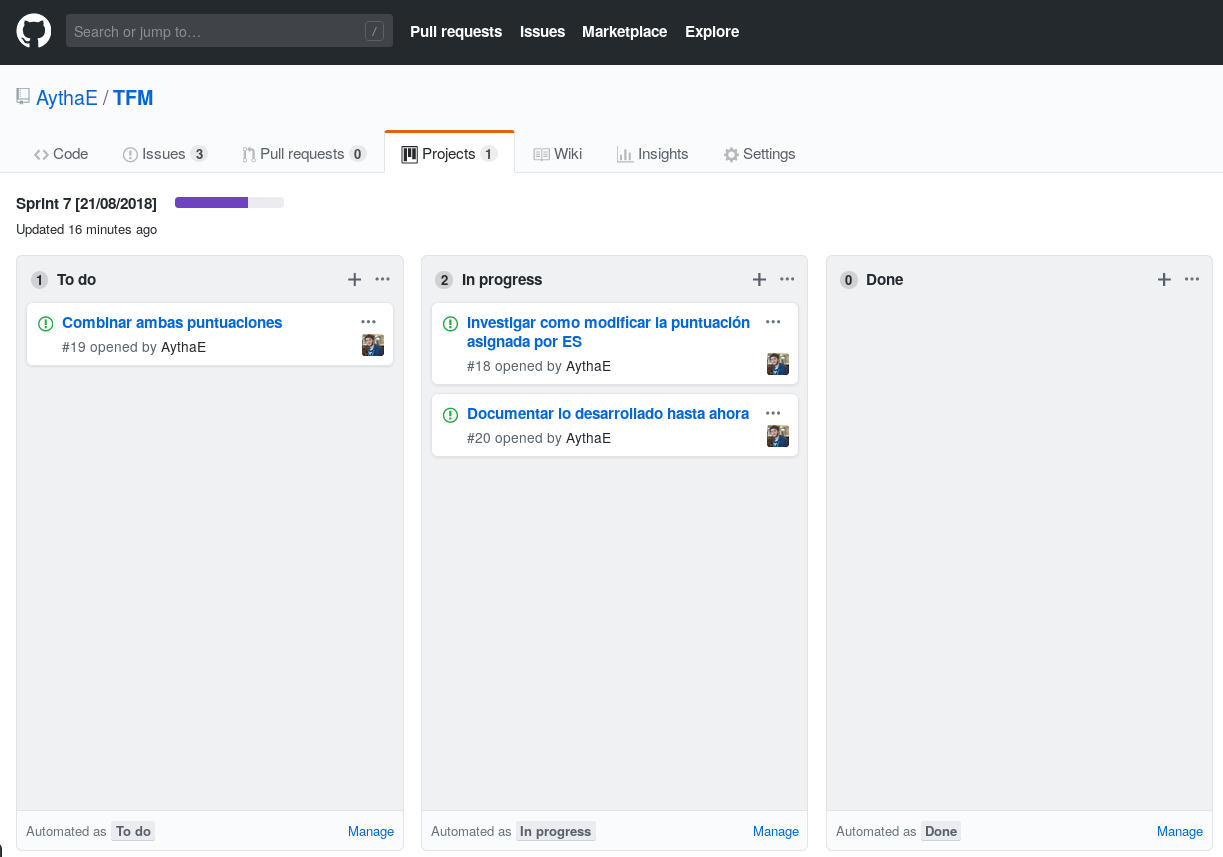 Search or jump to… /
Pull requests Issues Marketplace Explore
AythaE / TFM
Code Issues 3 Pull requests 0 Projects 1 Wiki Insights Settings
Sprint 7 [21/08/2018]
Updated 16 minutes ago
1 To do
Combinar ambas puntuaciones
#19 opened by AythaE
Automated as To do Manage
2 In progress
Investigar como modificar la puntuación
asignada por ES
#18 opened by AythaE
Documentar lo desarrollado hasta ahora
#20 opened by AythaE
Automated as In progress Manage
0 Done
Automated as Done Manage